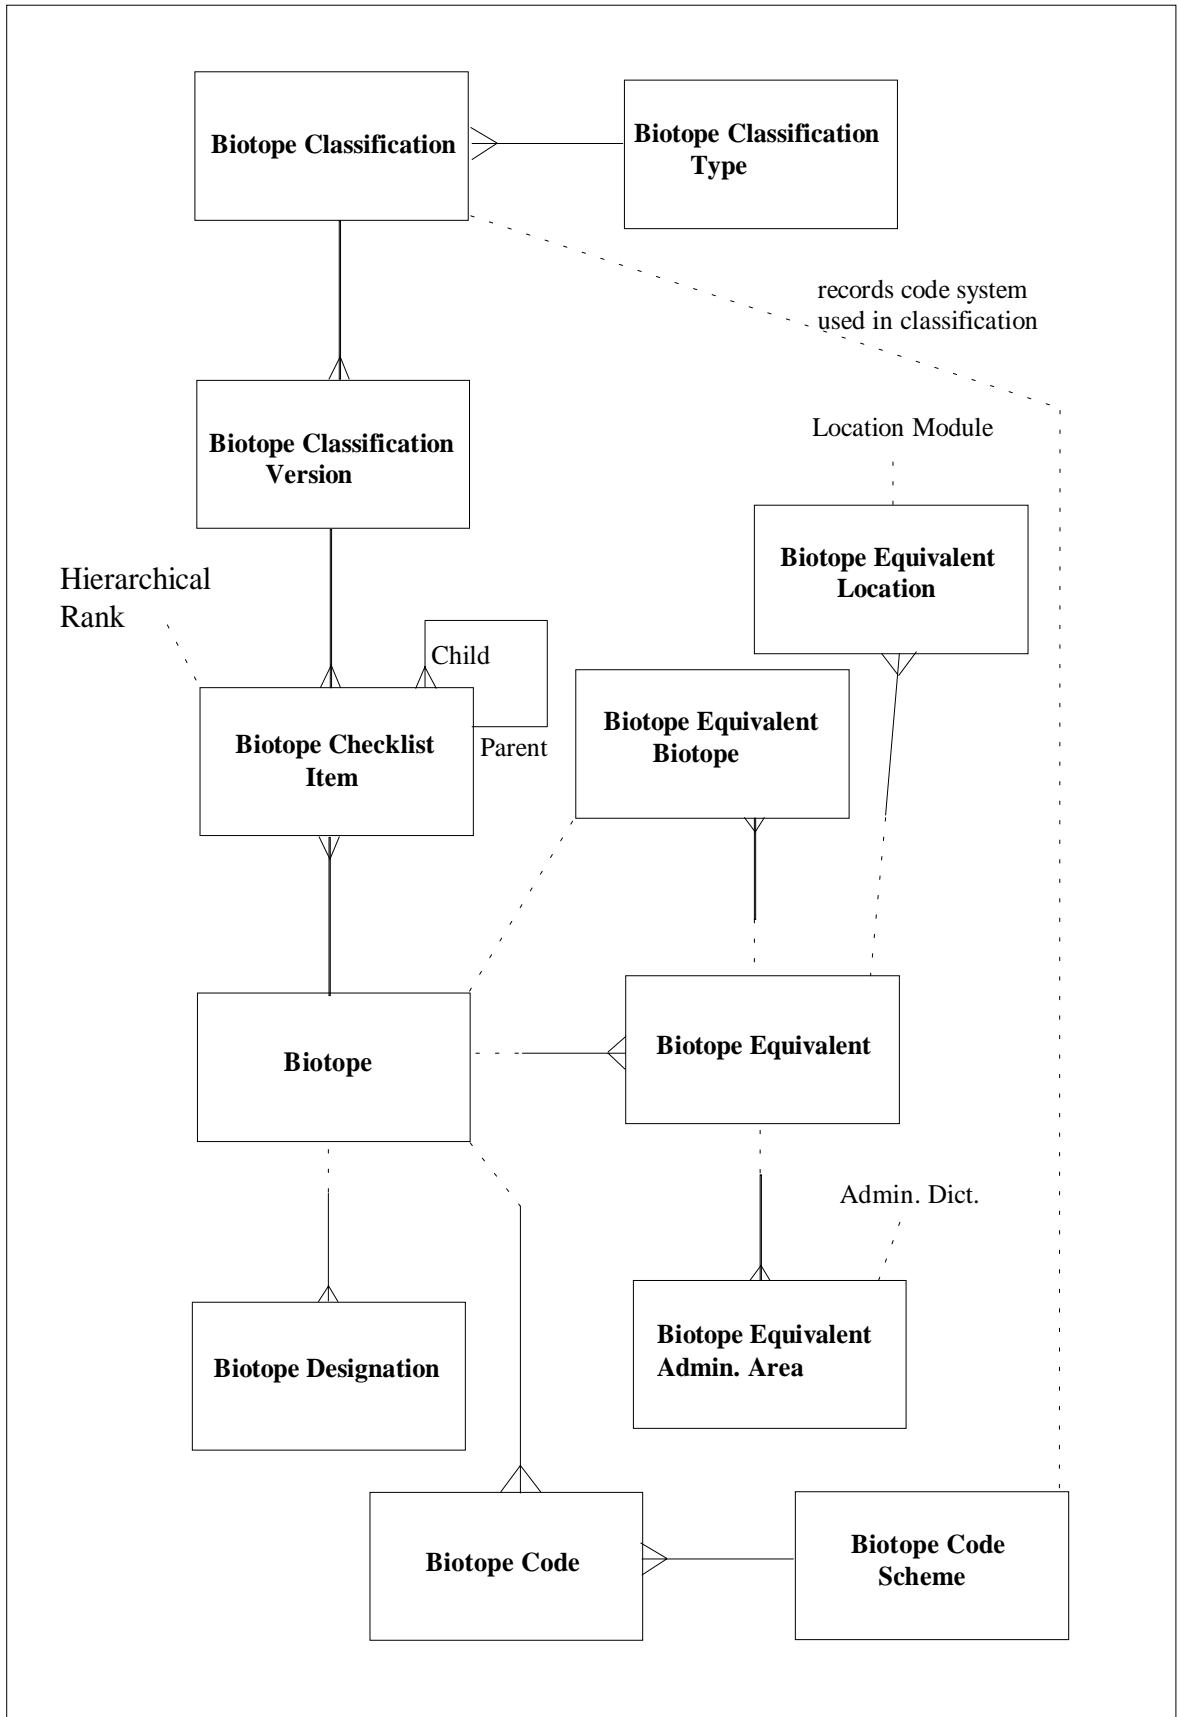 Biotope Classification
Biotope Classification
Type
records code system
used in classification
Location Module
Biotope Classification
Version
Biotope Equivalent
Location
Hierarchical
Rank
Child
Parent
Biotope Checklist
Item
Biotope Equivalent
Biotope
Biotope
Biotope Equivalent
Admin. Dict.
Biotope Designation
Biotope Equivalent
Admin. Area
Biotope Code
Biotope Code
Scheme